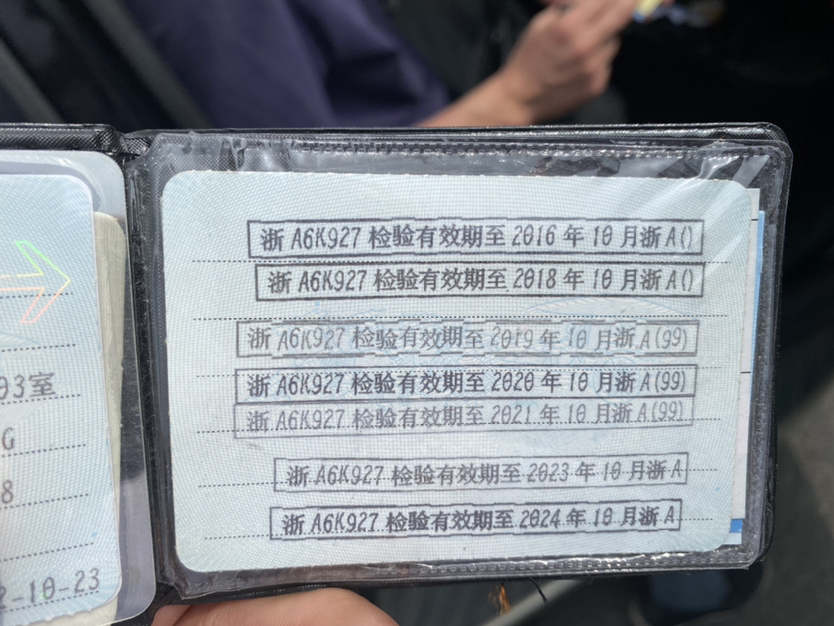 浙A6K927检验有效期至2016年10月浙A()
浙A6K927检验有效期至2018年10月浙A()
浙A6K927检验有效期至2019年10月浙A(99)
03室
浙A6K927检验有效期至2020年10月浙A(99)
浙A6K927检验有效期至2021年10月浙A(99)
G
浙A6K927检验有效期至2023年10月浙A
8
浙A6K927检验有效期至2024年10月浙A
-10-23